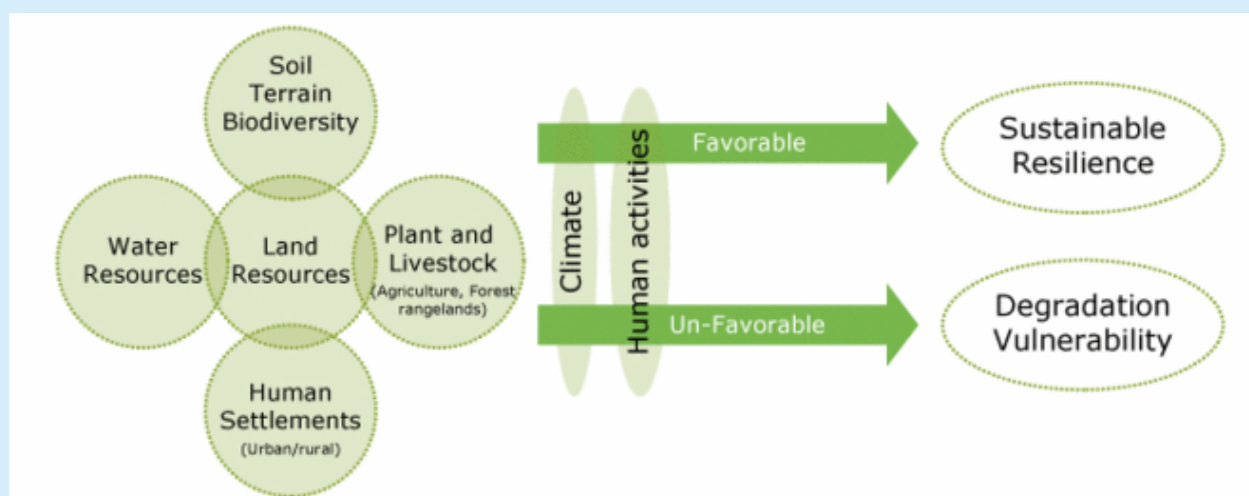 Soil
Terrain
Biodiversity
Water
Resources
Land
Resources
Plant and
Livestock
(Agriculture, Forest
rangelands)
Human
Settlements
(Urban/rural)
Climate
Human activities
Favorable
Un-Favorable
Sustainable
Resilience
Degradation
Vulnerability